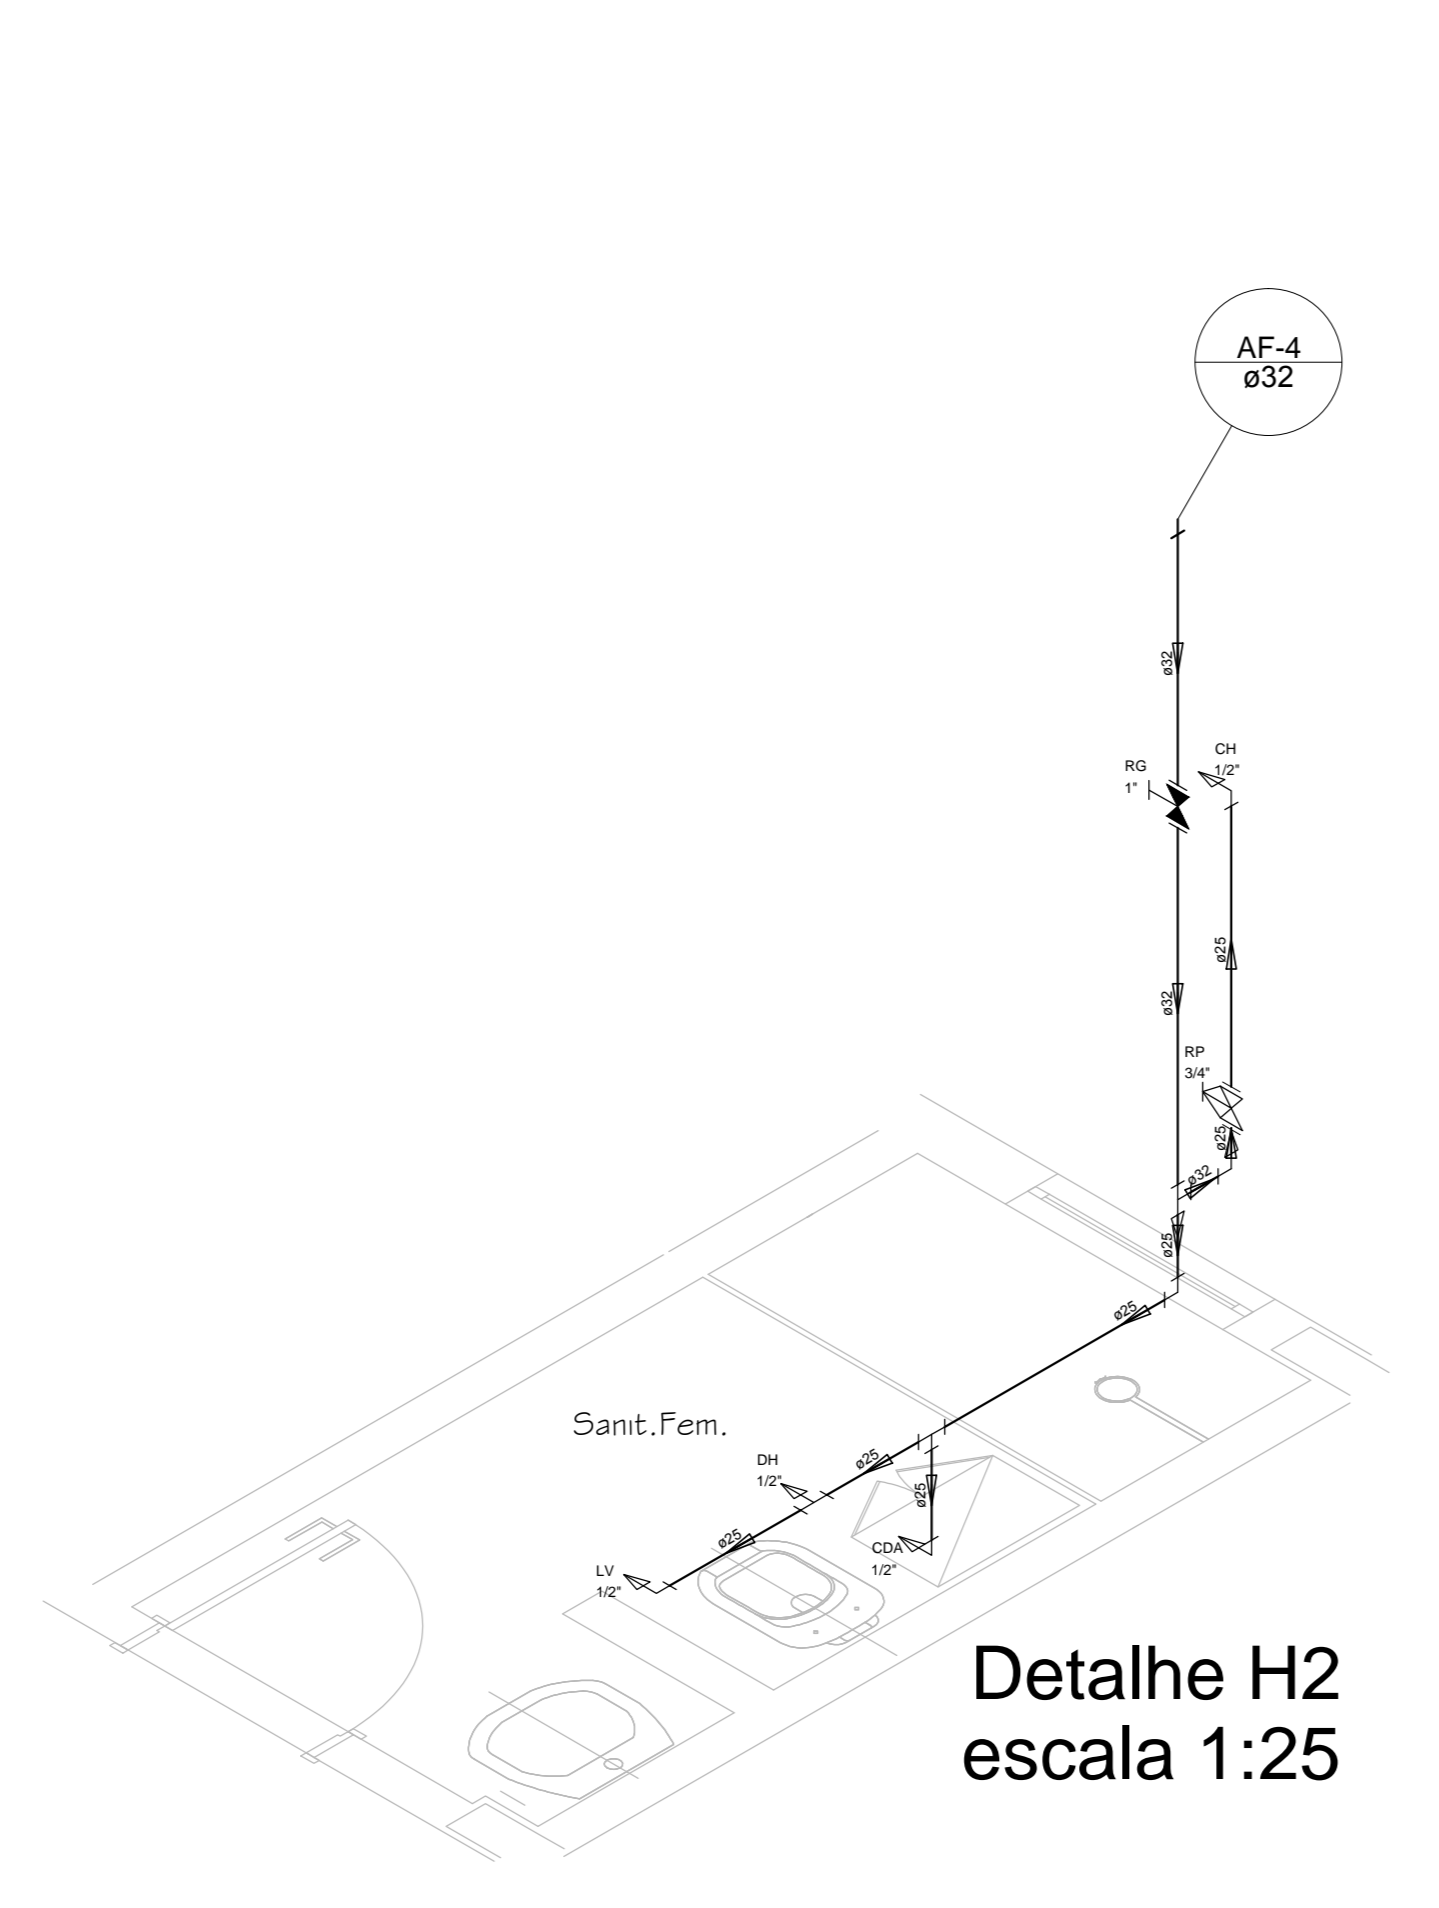 AF-4
ø32
ø32
CH
1/2"
RG
1"
ø25
ø32
RP
3/4"
ø25
ø32
ø25
ø25
Sanit.Fem.
ø25
DH
1/2"
ø25
ø25
CDA
1/2"
LV
1/2"
Detalhe H2
escala 1:25